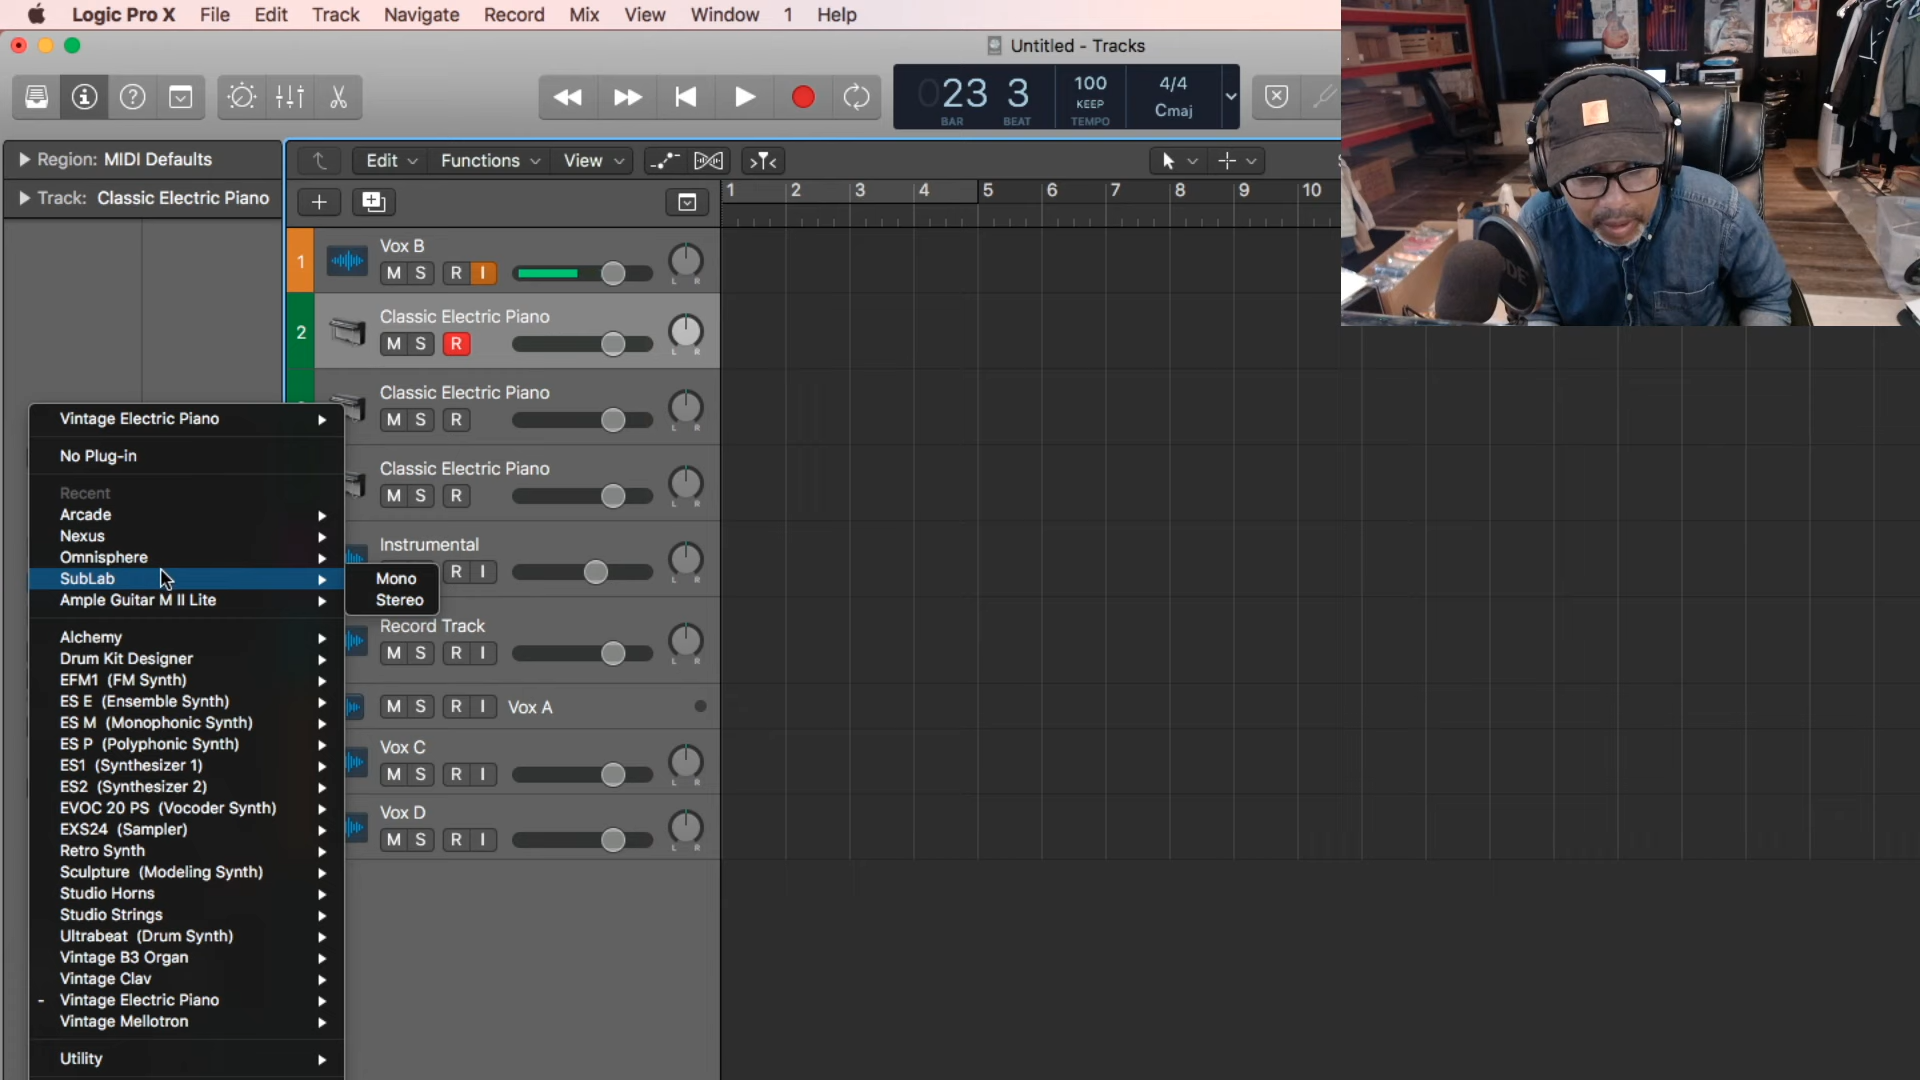 Logic Pro X File Edit Track Navigate Record Mix View Window 1 Help
Untitled - Tracks
023 3
BAR BEAT
100
KEEP
TEMPO
4/4
Cmaj
Region: MIDI Defaults
Track: Classic Electric Piano
Edit Functions View
1 2 3 4 5 6 7 8 9 10
1 Vox B
M S R I
L R
2 Classic Electric Piano
M S R
L R
Classic Electric Piano
M S R
L R
Classic Electric Piano
M S R
L R
Instrumental
R I
L R
Record Track
M S R I
L R
M S R I Vox A
Vox C
M S R I
L R
Vox D
M S R I
L R
Vintage Electric Piano
No Plug-in
Recent
Arcade
Nexus
Omnisphere
SubLab
Ample Guitar M II Lite
Mono
Stereo
Alchemy
Drum Kit Designer
EFM1 (FM Synth)
ES E (Ensemble Synth)
ES M (Monophonic Synth)
ES P (Polyphonic Synth)
ES1 (Synthesizer 1)
ES2 (Synthesizer 2)
EVOC 20 PS (Vocoder Synth)
EXS24 (Sampler)
Retro Synth
Sculpture (Modeling Synth)
Studio Horns
Studio Strings
Ultrabeat (Drum Synth)
Vintage B3 Organ
Vintage Clav
- Vintage Electric Piano
Vintage Mellotron
Utility